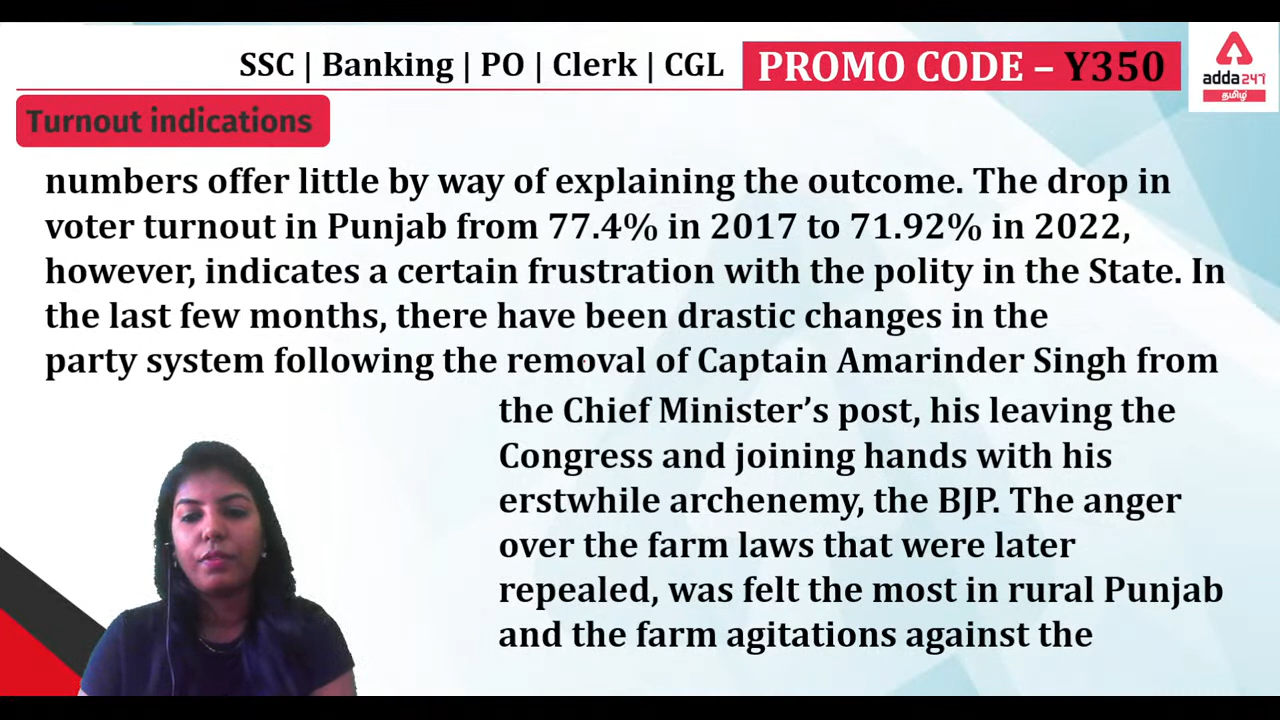 SSC | Banking | PO | Clerk | CGL PROMO CODE – Y350
adda247
தமிழ்
Turnout indications
numbers offer little by way of explaining the outcome. The drop in
voter turnout in Punjab from 77.4% in 2017 to 71.92% in 2022,
however, indicates a certain frustration with the polity in the State. In
the last few months, there have been drastic changes in the
party system following the removal of Captain Amarinder Singh from
the Chief Minister’s post, his leaving the
Congress and joining hands with his
erstwhile archenemy, the BJP. The anger
over the farm laws that were later
repealed, was felt the most in rural Punjab
and the farm agitations against the